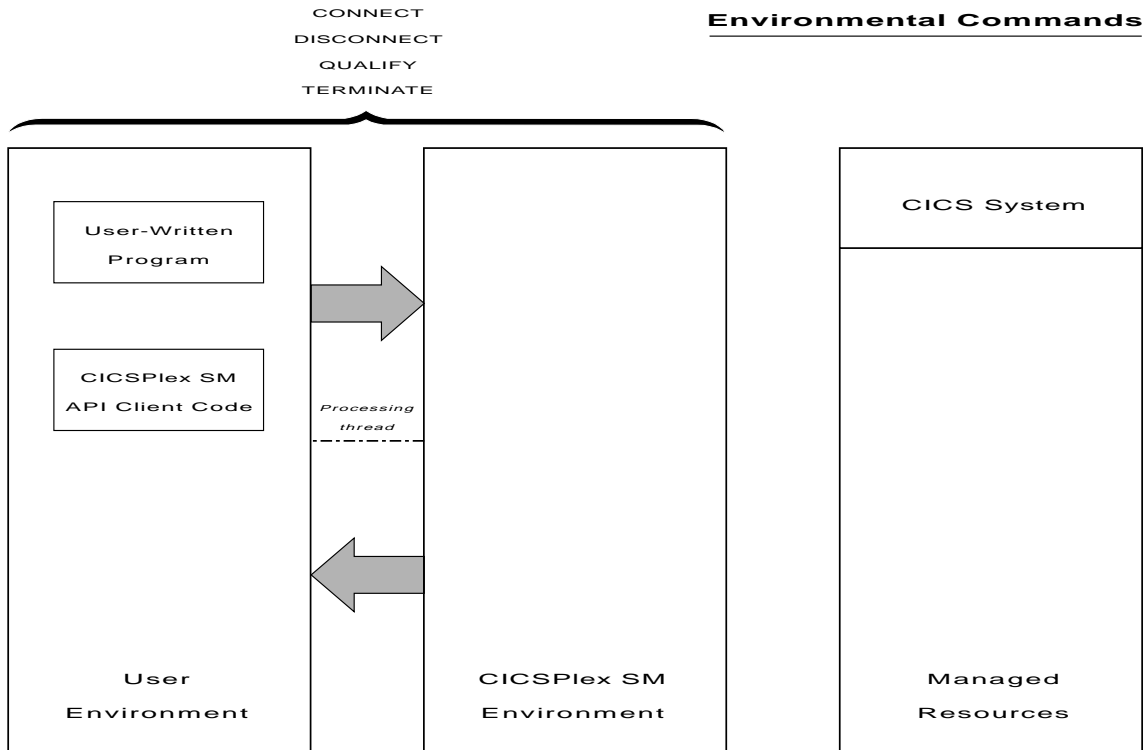 CONNECT
DISCONNECT
QUALIFY
TERMINATE
Environmental Commands
User-Written
Program
CICSPlex SM
API Client Code
Processing
thread
CICS System
User
Environment
CICSPlex SM
Environment
Managed
Resources